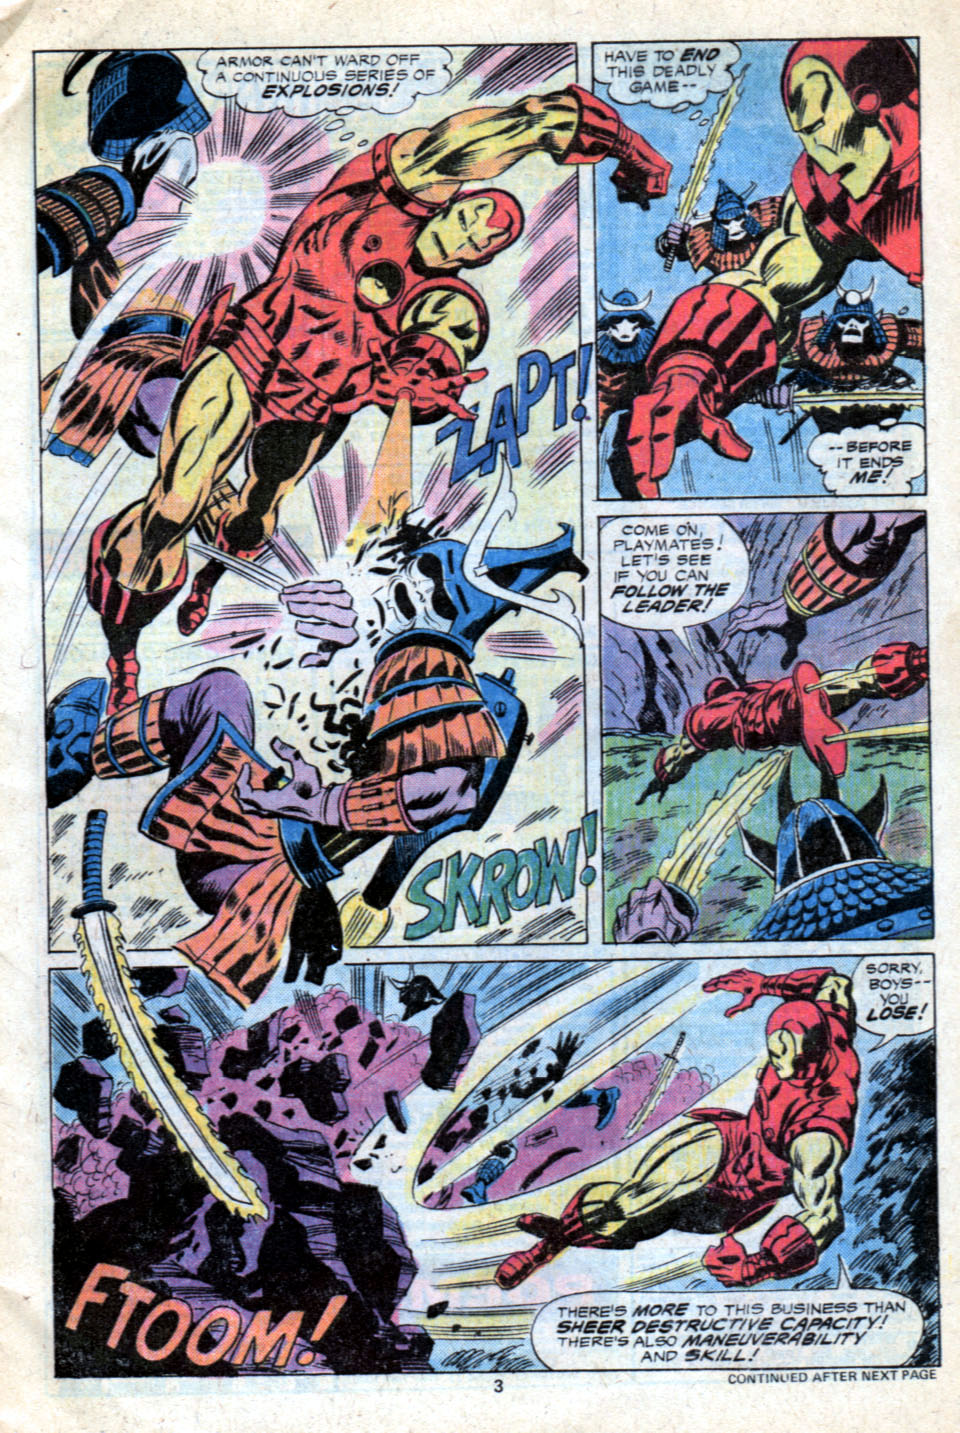 ARMOR CAN'T WARD OFF
A CONTINUOUS SERIES OF
EXPLOSIONS!
ZAPT!
SKROW!
HAVE TO END
THIS DEADLY
GAME--
--BEFORE
IT ENDS
ME!
COME ON,
PLAYMATES!
LET'S SEE
IF YOU CAN
FOLLOW THE
LEADER!
FTOOM!
SORRY,
BOYS--
YOU
LOSE!
THERE'S MORE TO THIS BUSINESS THAN
SHEER DESTRUCTIVE CAPACITY!
THERE'S ALSO MANEUVERABILITY
AND SKILL!
3
CONTINUED AFTER NEXT PAGE